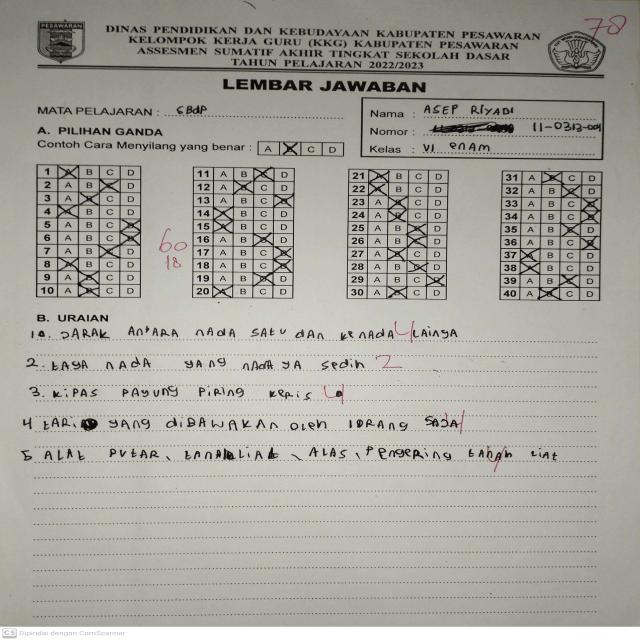 PESAWARAN
DINAS PENDIDIKAN DAN KEBUDAYAAN KABUPATEN PESAWARAN
KELOMPOK KERJA GURU (KKG) KABUPATEN PESAWARAN
ASSESMEN SUMATIF AKHIR TINGKAT SEKOLAH DASAR
TAHUN PELAJARAN 2022/2023
78
LEMBAR JAWABAN
MATA PELAJARAN : SBdP
Nama : ASEP RIYADI
Nomor : 11-0313-004
Kelas : VI enam
A. PILIHAN GANDA
Contoh Cara Menyilang yang benar : A B C D
1 A B C D
2 A B C D
3 A B C D
4 A B C D
5 A B C D
6 A B C D
7 A B C D
8 A B C D
9 A B C D
10 A B C D
60
18
11 A B C D
12 A B C D
13 A B C D
14 A B C D
15 A B C D
16 A B C D
17 A B C D
18 A B C D
19 A B C D
20 A B C D
21 A B C D
22 A B C D
23 A B C D
24 A B C D
25 A B C D
26 A B C D
27 A B C D
28 A B C D
29 A B C D
30 A B C D
31 A B C D
32 A B C D
33 A B C D
34 A B C D
35 A B C D
36 A B C D
37 A B C D
38 A B C D
39 A B C D
40 A B C D
B. URAIAN
1. JARAK ANtARA nADA SAtU dAn kenada 4 LAinyA
2. gAyA nAdA yAng nadA yA sedih 2
3. KiPAS PAyUng PiRing keris 4
4 tARi yAng diBAWAKAn oleh 1ORAng SAJA
5 ALAt PUtAR, tAnAh LiAt, ALAS, Pengering tAnAh LiAt
CS Dipindai dengan CamScanner